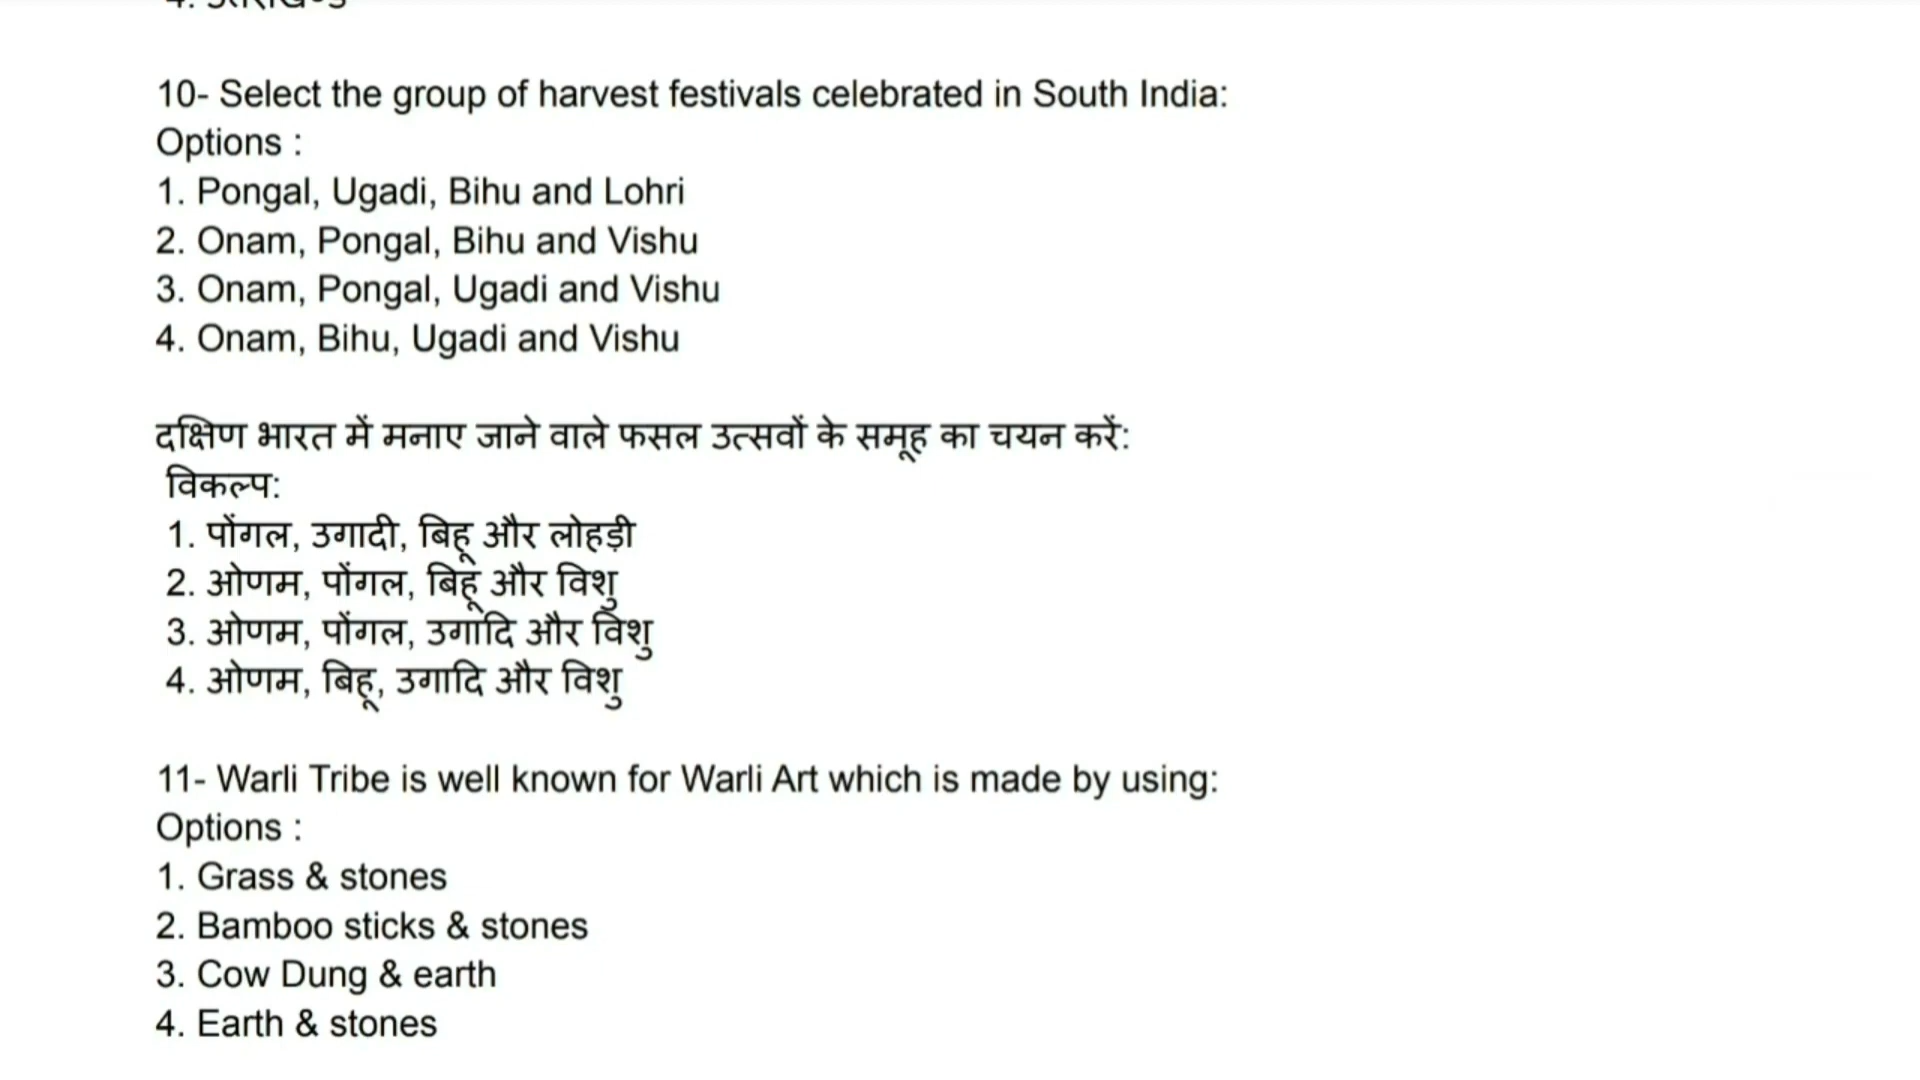 10- Select the group of harvest festivals celebrated in South India:
Options :
1. Pongal, Ugadi, Bihu and Lohri
2. Onam, Pongal, Bihu and Vishu
3. Onam, Pongal, Ugadi and Vishu
4. Onam, Bihu, Ugadi and Vishu
दक्षिण भारत में मनाए जाने वाले फसल उत्सवों के समूह का चयन करें:
विकल्प:
1. पोंगल, उगादी, बिहू और लोहड़ी
2. ओणम, पोंगल, बिहू और विशु
3. ओणम, पोंगल, उगादि और विशु
4. ओणम, बिहू, उगादि और विशु
11- Warli Tribe is well known for Warli Art which is made by using:
Options :
1. Grass & stones
2. Bamboo sticks & stones
3. Cow Dung & earth
4. Earth & stones